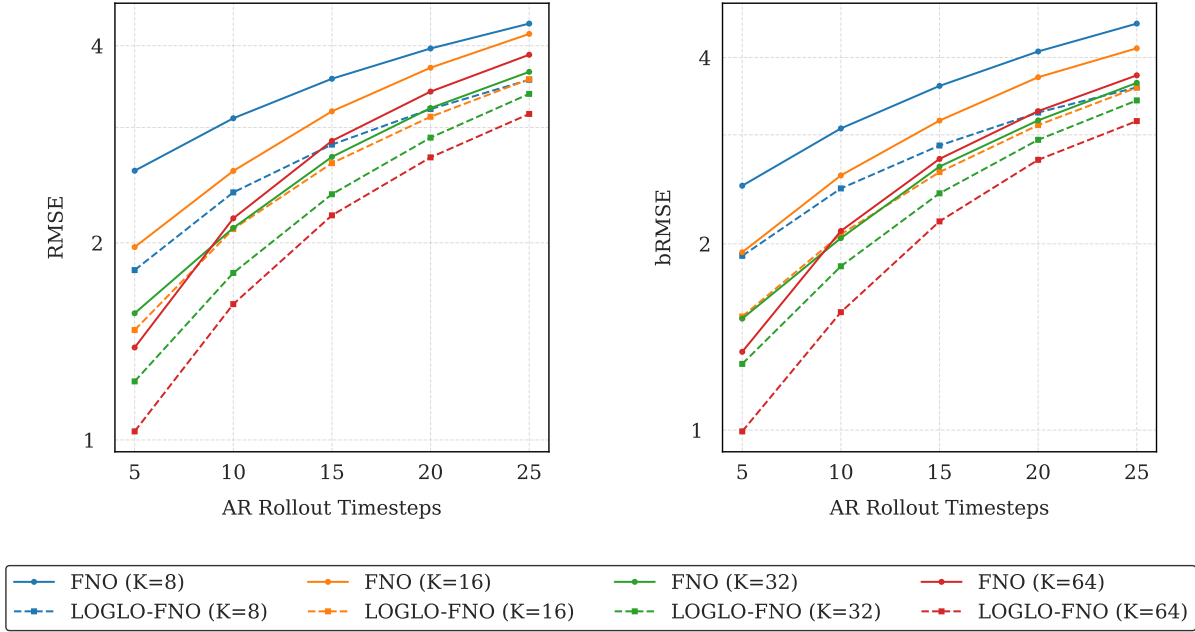 4
2
1
RMSE
5 10 15 20 25
AR Rollout Timesteps
4
2
1
bRMSE
5 10 15 20 25
AR Rollout Timesteps
FNO (K=8) FNO (K=16) FNO (K=32) FNO (K=64)
LOGLO-FNO (K=8) LOGLO-FNO (K=16) LOGLO-FNO (K=32) LOGLO-FNO (K=64)